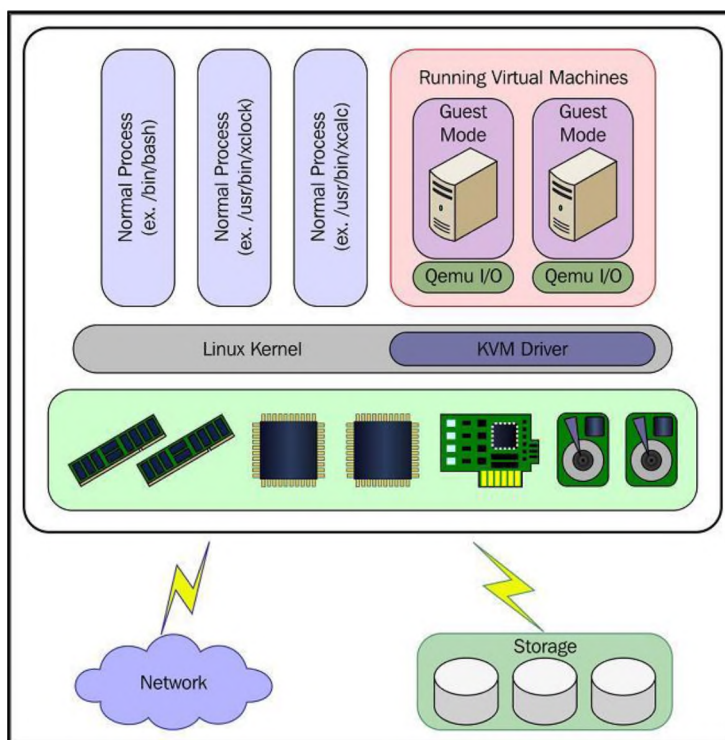 Normal Process
(ex. /bin/bash)
Normal Process
(ex. /usr/bin/xclock)
Normal Process
(ex. /usr/bin/xcalc)
Running Virtual Machines
Guest
Mode
Guest
Mode
Qemu I/O
Qemu I/O
Linux Kernel
KVM Driver
Network
Storage